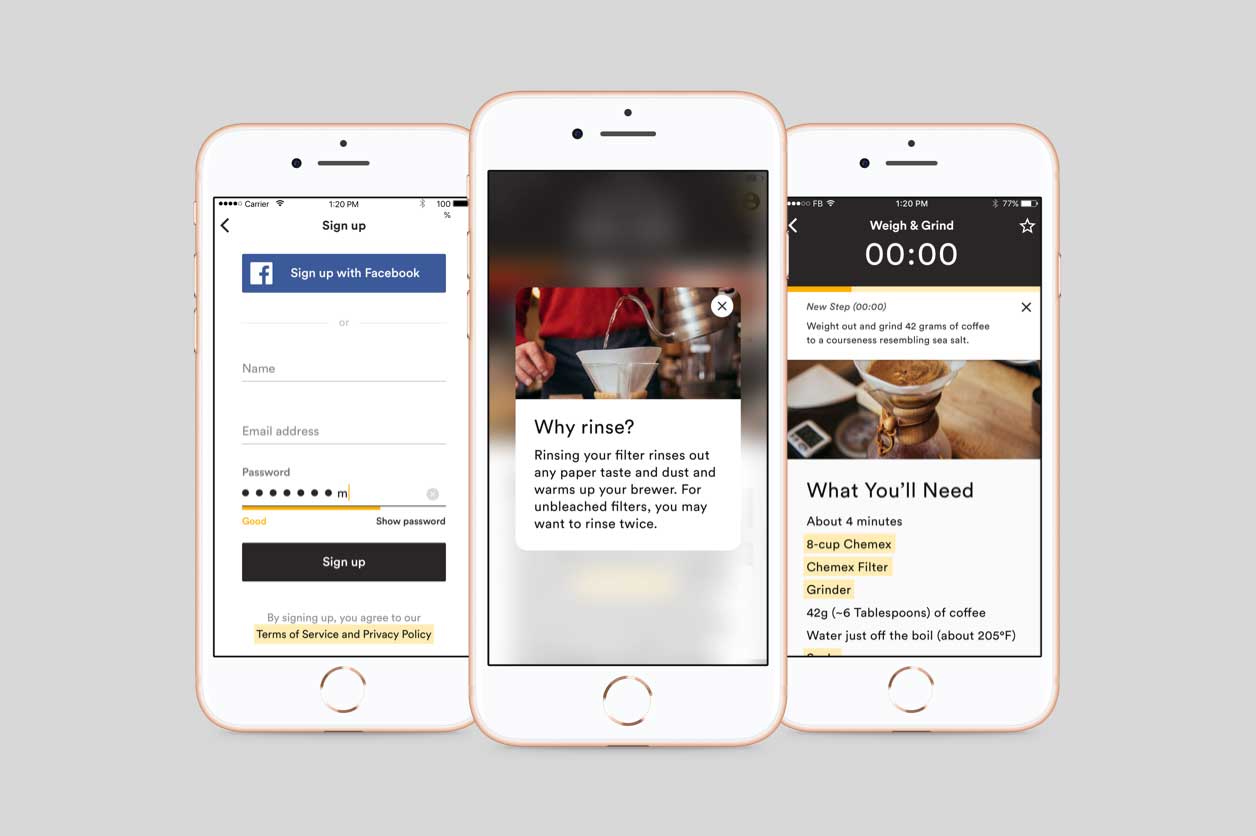 Carrier
1:20 PM
100
%
Sign up
Sign up with Facebook
or
Name
Email address
Password
m
Good
Show password
Sign up
By signing up, you agree to our
Terms of Service and Privacy Policy
Why rinse?
Rinsing your filter rinses out
any paper taste and dust and
warms up your brewer. For
unbleached filters, you may
want to rinse twice.
FB
1:20 PM
77%
Weigh & Grind
00:00
New Step (00:00)
Weight out and grind 42 grams of coffee
to a courseness resembling sea salt.
What You’ll Need
About 4 minutes
8-cup Chemex
Chemex Filter
Grinder
42g (~6 Tablespoons) of coffee
Water just off the boil (about 205°F)